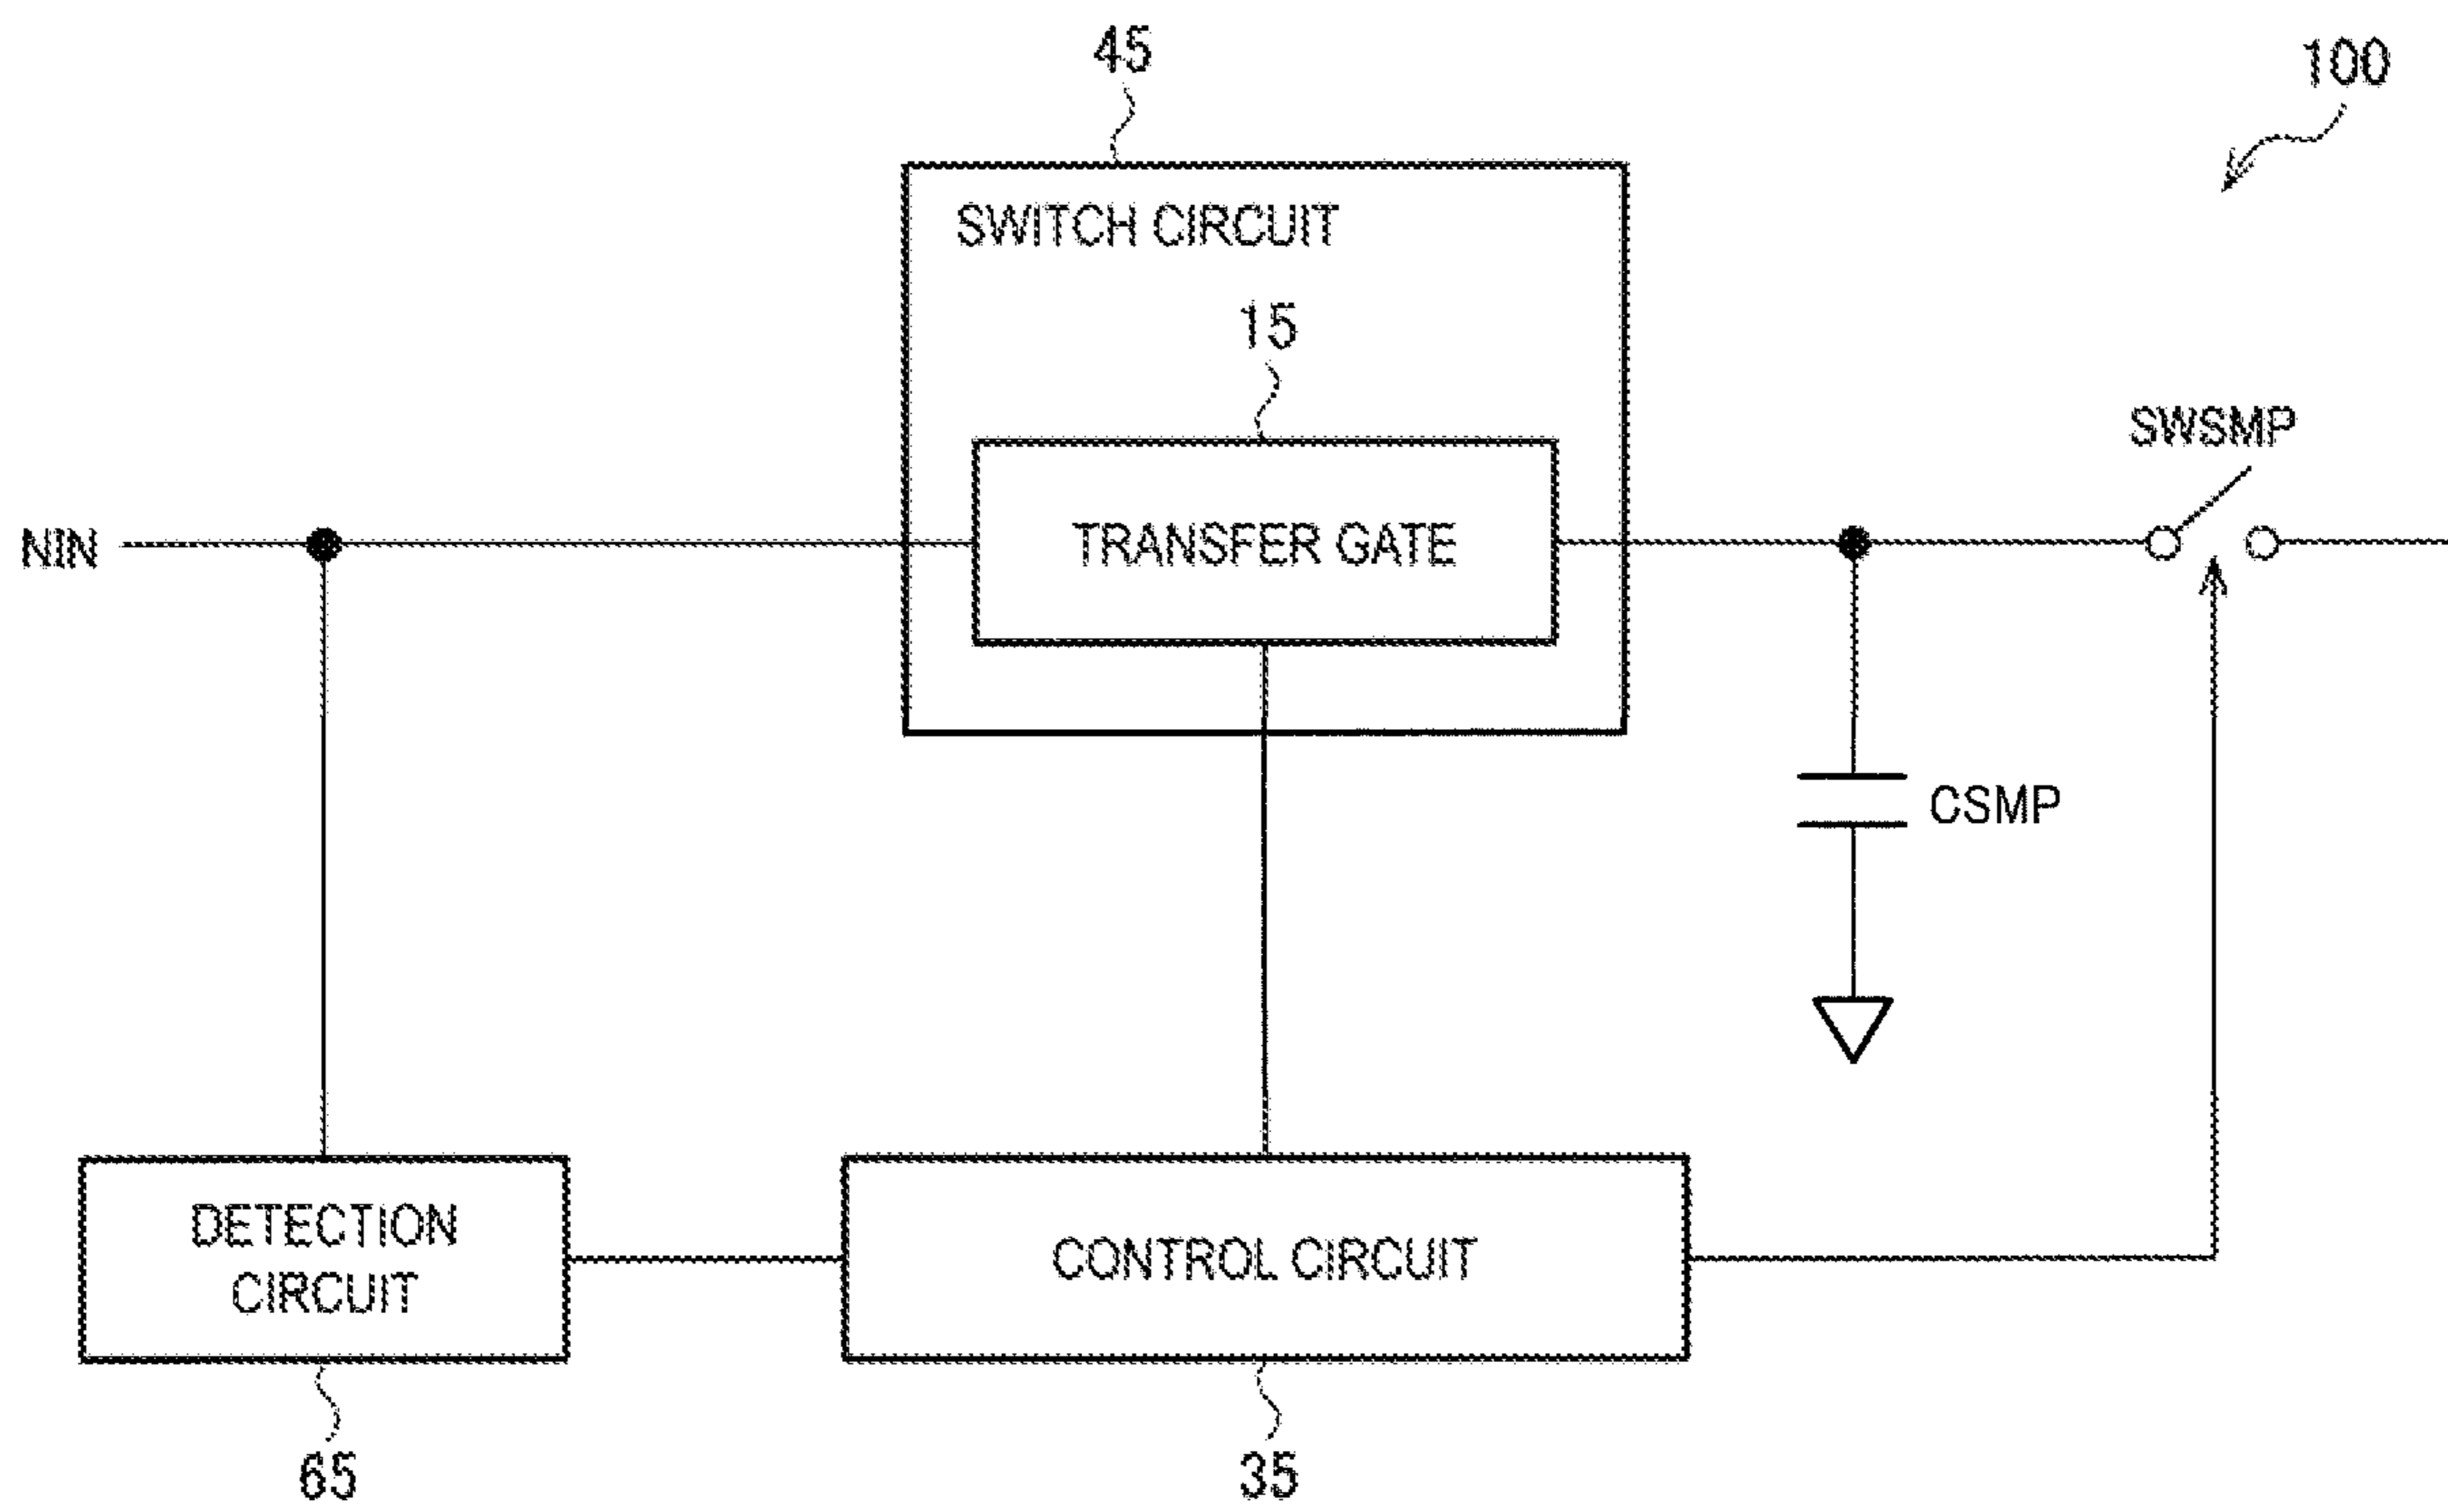 45
100
SWITCH CIRCUIT
15
SWSMP
NIN
TRANSFER GATE
CSMP
DETECTION
CIRCUIT
CONTROL CIRCUIT
65
35